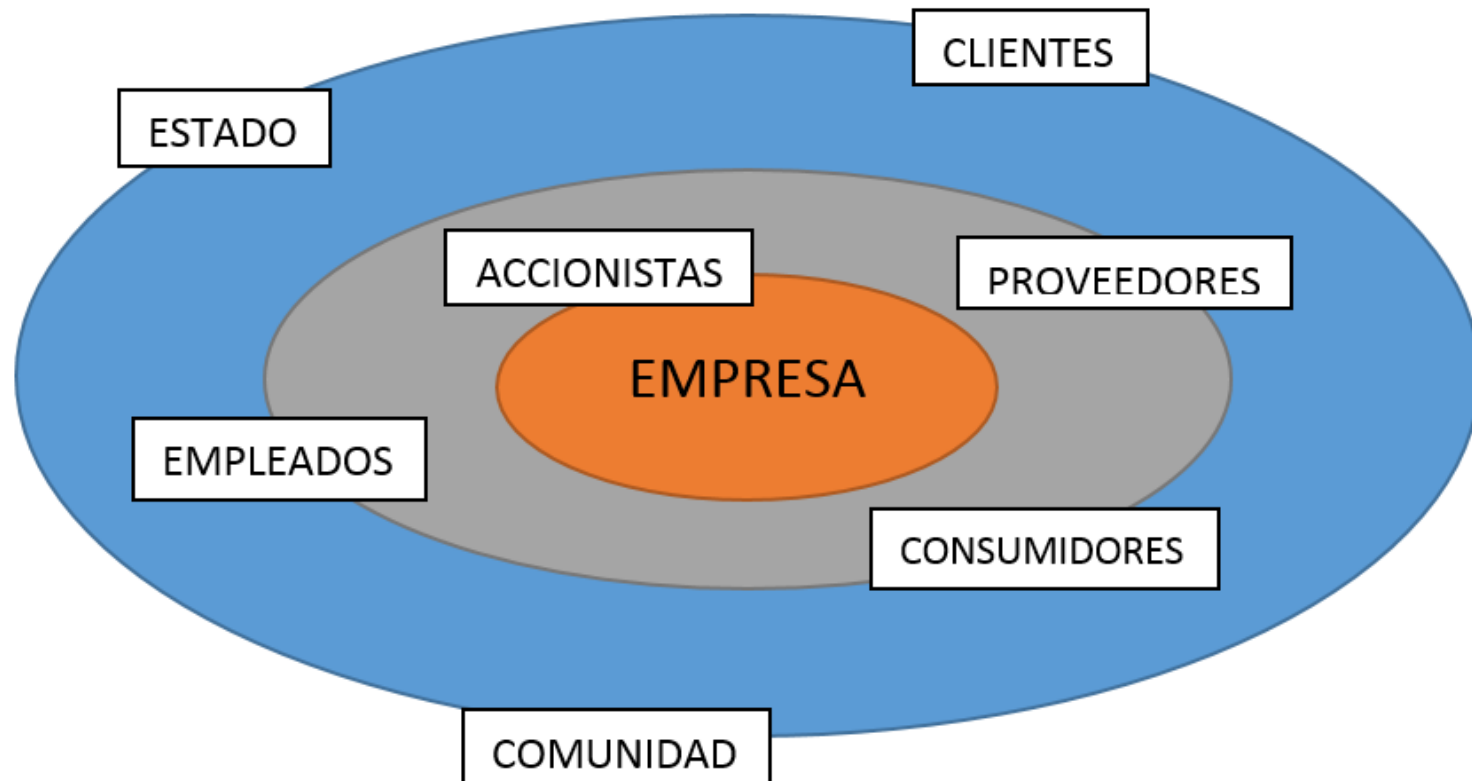 CLIENTES
ESTADO
ACCIONISTAS
PROVEEDORES
EMPRESA
EMPLEADOS
CONSUMIDORES
COMUNIDAD